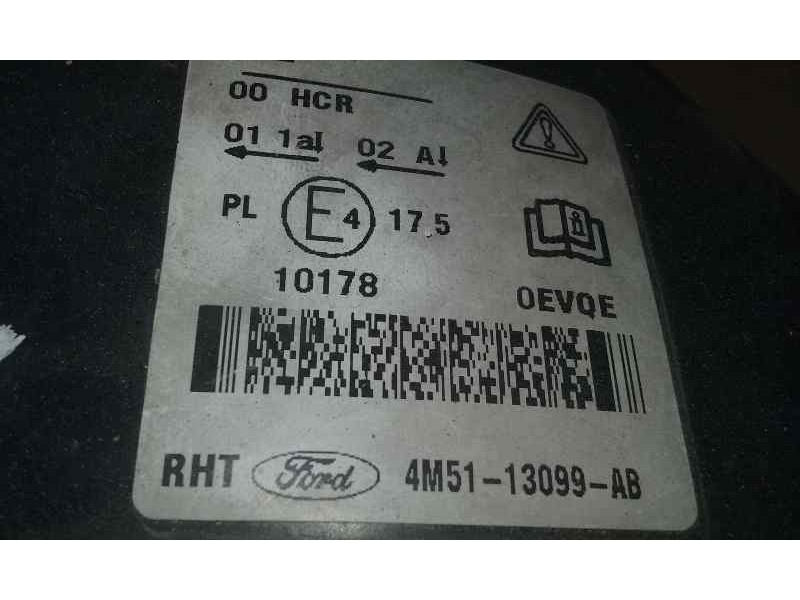 00 HCR
01 1a↓ 02 A↓
PL E4 17.5
10178 0EVQE
RHT Ford 4M51-13099-AB